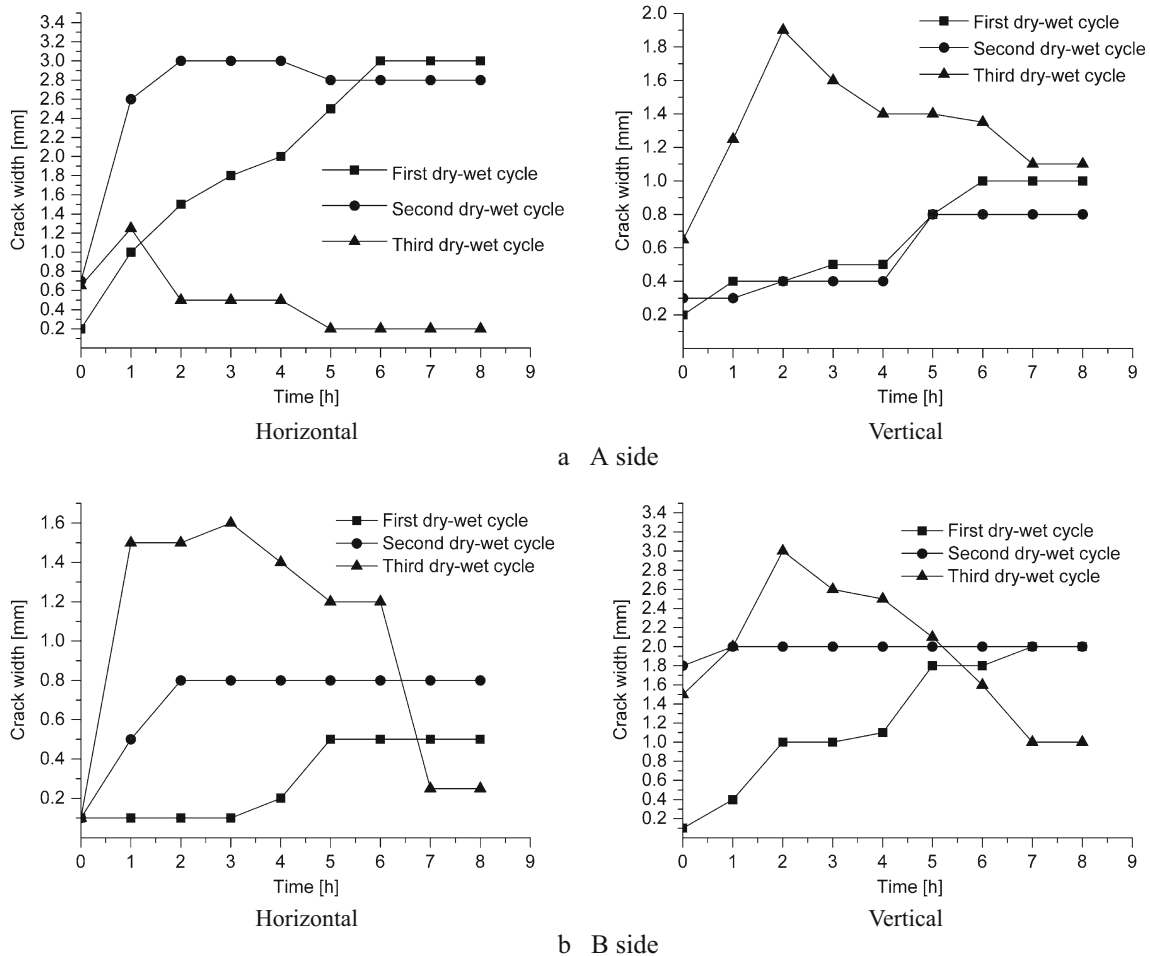 3.4
3.2
3.0
2.8
2.6
2.4
2.2
2.0
1.8
1.6
1.4
1.2
1.0
0.8
0.6
0.4
0.2
Crack width [mm]
First dry-wet cycle
Second dry-wet cycle
Third dry-wet cycle
0 1 2 3 4 5 6 7 8 9
Time [h]
Horizontal
2.0
1.8
1.6
1.4
1.2
1.0
0.8
0.6
0.4
0.2
Crack width [mm]
First dry-wet cycle
Second dry-wet cycle
Third dry-wet cycle
0 1 2 3 4 5 6 7 8 9
Time [h]
Vertical
a A side
1.6
1.4
1.2
1.0
0.8
0.6
0.4
0.2
Crack width [mm]
First dry-wet cycle
Second dry-wet cycle
Third dry-wet cycle
0 1 2 3 4 5 6 7 8 9
Time [h]
Horizontal
3.4
3.2
3.0
2.8
2.6
2.4
2.2
2.0
1.8
1.6
1.4
1.2
1.0
0.8
0.6
0.4
0.2
Crack width [mm]
First dry-wet cycle
Second dry-wet cycle
Third dry-wet cycle
0 1 2 3 4 5 6 7 8 9
Time [h]
Vertical
b B side